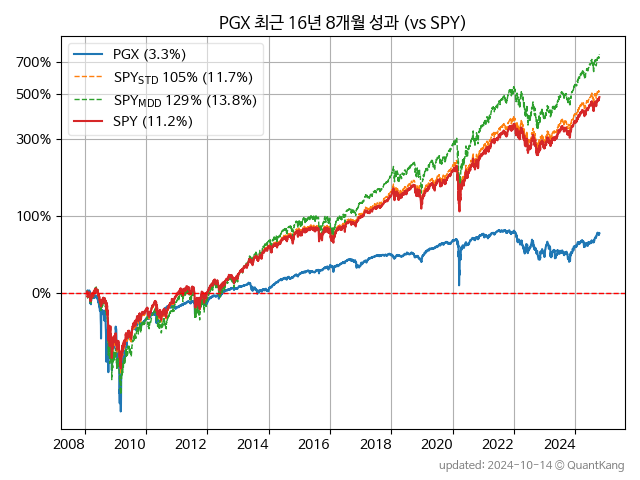 PGX 최근 16년 8개월 성과 (vs SPY)
PGX (3.3%)
SPY_STD 105% (11.7%)
SPY_MDD 129% (13.8%)
SPY (11.2%)
700%
500%
300%
100%
0%
2008 2010 2012 2014 2016 2018 2020 2022 2024
updated: 2024-10-14 © QuantKang